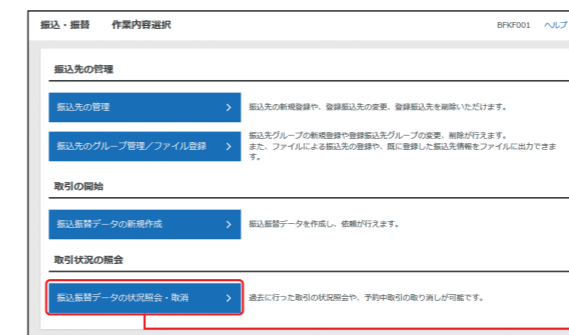 振込・振替　作業内容選択
BFKF001　ヘルプ
振込先の管理
振込先の管理
振込先の新規登録や、登録振込先の変更、登録振込先を削除いただけます。
振込先のグループ管理／ファイル登録
振込先グループの新規登録や登録振込先グループの変更、削除が行えます。
また、ファイルによる振込先の登録や、既に登録した振込先情報をファイルに出力できま
す。
取引の開始
振込振替データの新規作成
振込振替データを作成し、依頼が行えます。
取引状況の照会
振込振替データの状況照会・取消
過去に行った取引の状況照会や、予約中取引の取り消しが可能です。